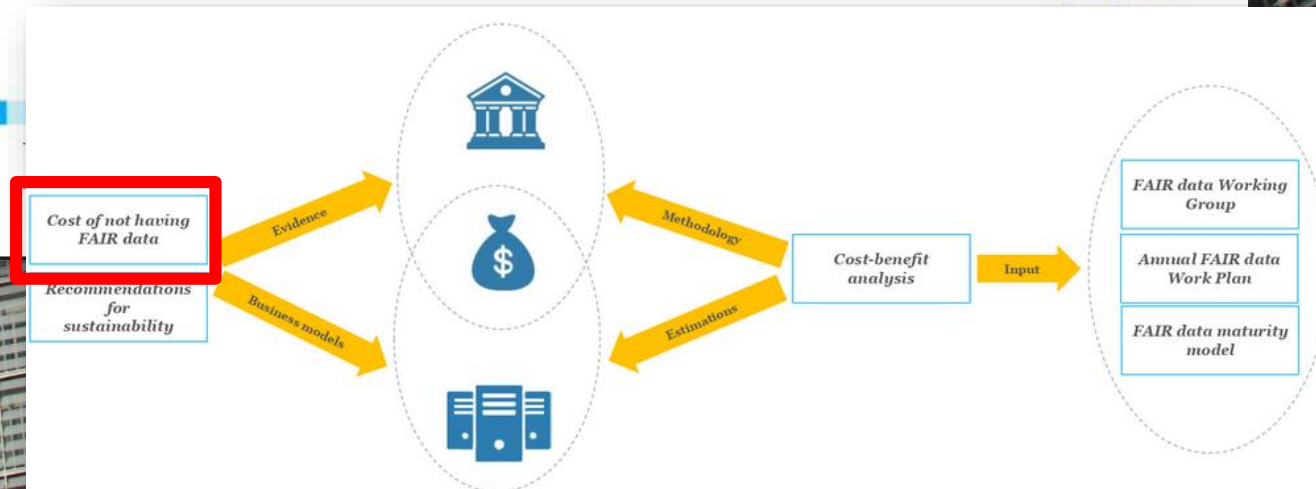 Cost of not having
FAIR data
Recommendations
for
sustainability
Evidence
Business models
$
Methodology
Estimations
Cost-benefit
analysis
Input
FAIR data Working
Group
Annual FAIR data
Work Plan
FAIR data maturity
model